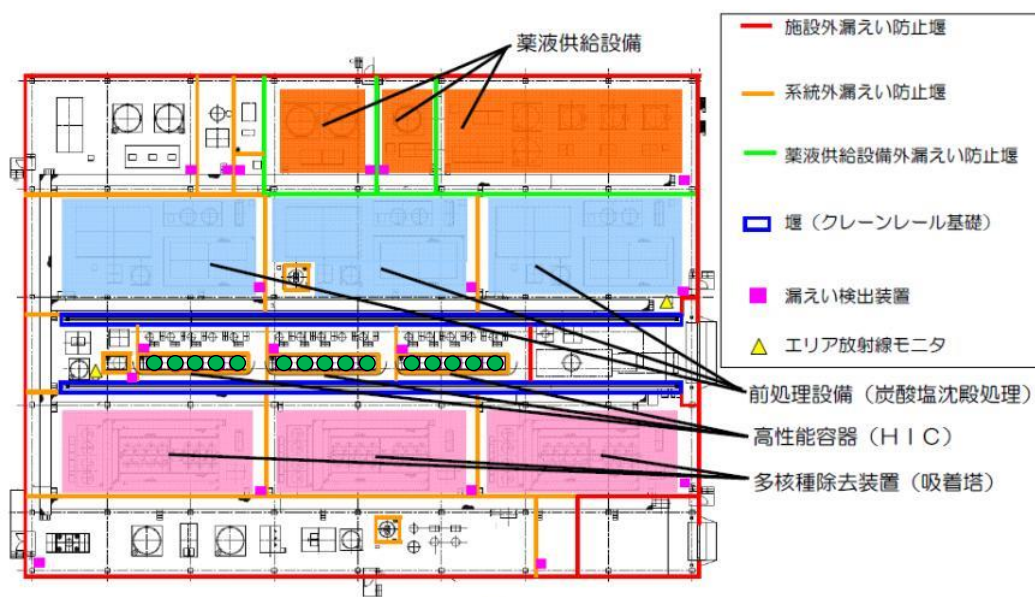 薬液供給設備
施設外漏えい防止堰
系統外漏えい防止堰
薬液供給設備外漏えい防止堰
堰（クレーンレール基礎）
漏えい検出装置
エリア放射線モニタ
前処理設備（炭酸塩沈殿処理）
高性能容器（ＨＩＣ）
多核種除去装置（吸着塔）